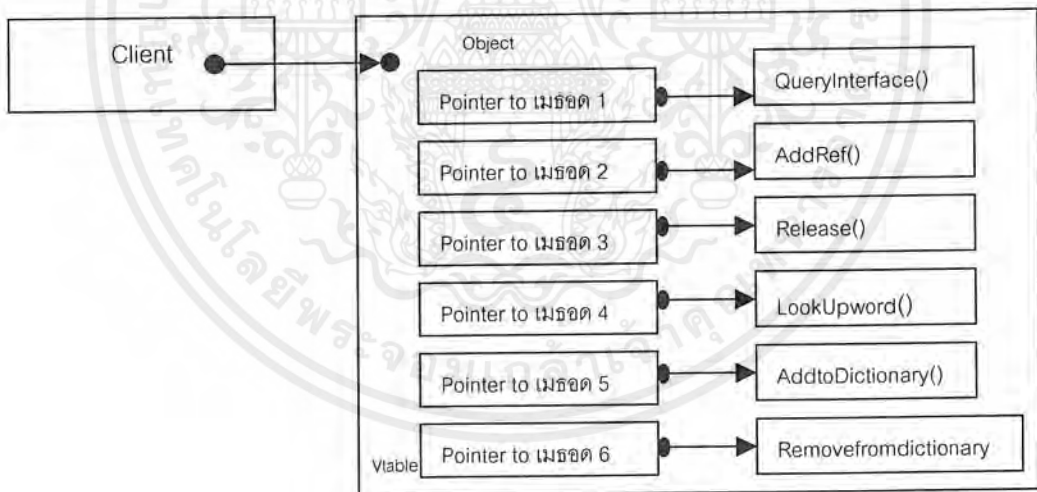 Client
Object
Pointer to เมธอด 1
QueryInterface()
Pointer to เมธอด 2
AddRef()
Pointer to เมธอด 3
Release()
Pointer to เมธอด 4
LookUpword()
Pointer to เมธอด 5
AddtoDictionary()
Vtable
Pointer to เมธอด 6
Removefromdictionary